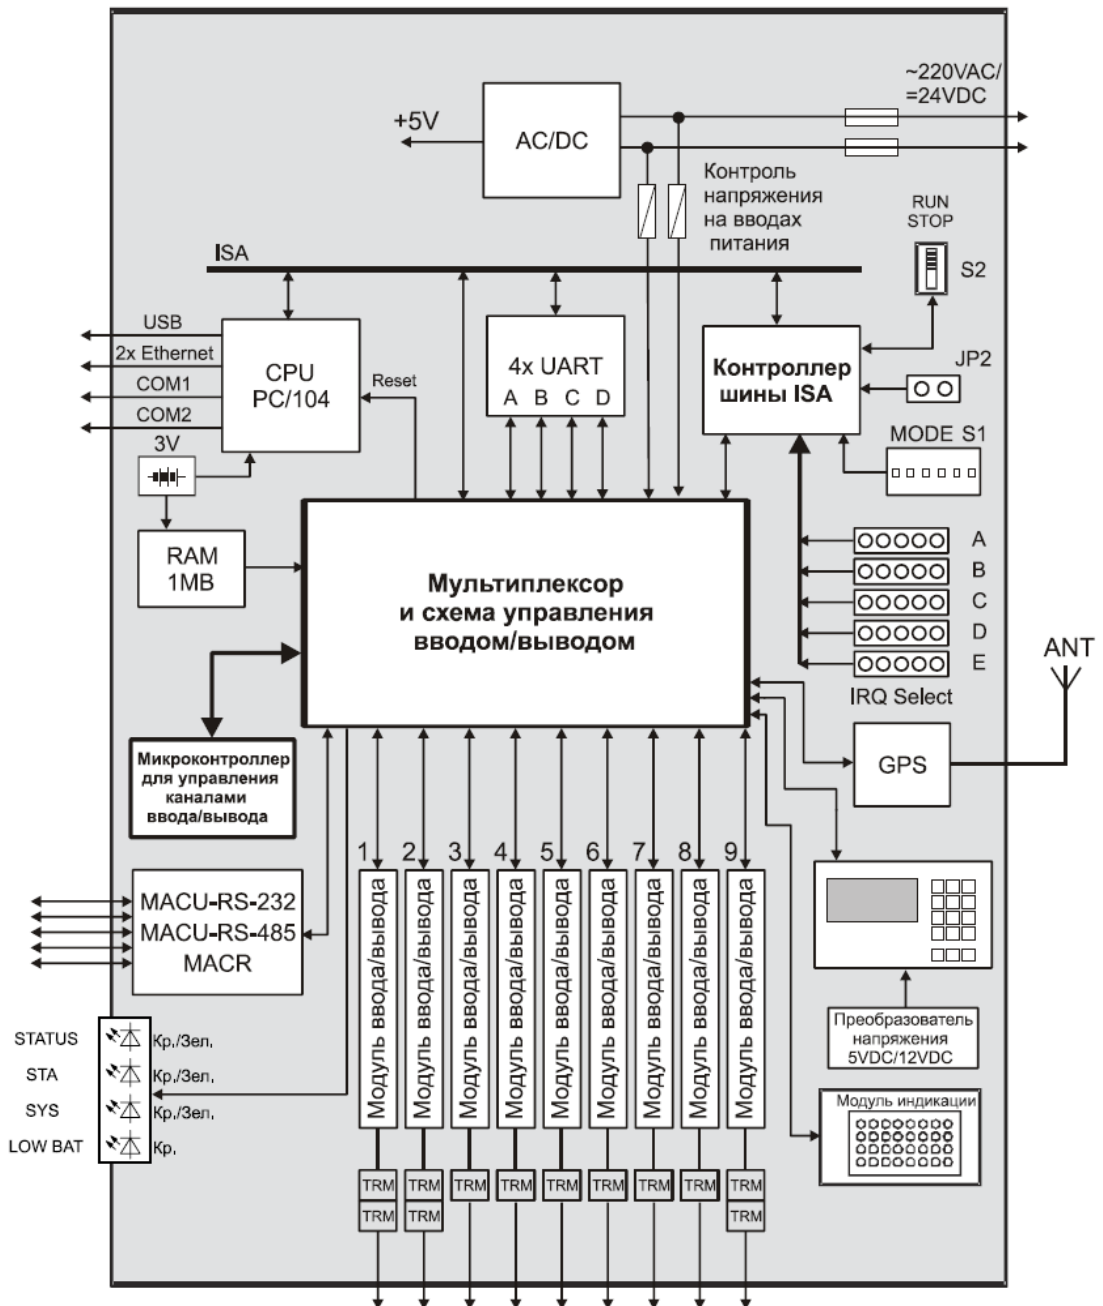 ~220VAC/
=24VDC
+5V
AC/DC
Контроль
напряжения
на вводах
питания
RUN
STOP
S2
ISA
USB
2x Ethernet
COM1
COM2
3V
CPU
PC/104
Reset
4x UART
A B C D
Контроллер
шины ISA
JP2
MODE S1
RAM
1MB
Мультиплексор
и схема управления
вводом/выводом
A
B
C
D
E
IRQ Select
ANT
GPS
Микроконтроллер
для управления
каналами
ввода/вывода
1 2 3 4 5 6 7 8 9
MACU-RS-232
MACU-RS-485
MACR
Модуль ввода/вывода
Модуль ввода/вывода
Модуль ввода/вывода
Модуль ввода/вывода
Модуль ввода/вывода
Модуль ввода/вывода
Модуль ввода/вывода
Модуль ввода/вывода
Модуль ввода/вывода
Преобразователь
напряжения
5VDC/12VDC
Модуль индикации
STATUS Кр./Зел.
STA Кр./Зел.
SYS Кр./Зел.
LOW BAT Кр.
TRM TRM TRM TRM TRM TRM TRM TRM TRM
TRM TRM TRM